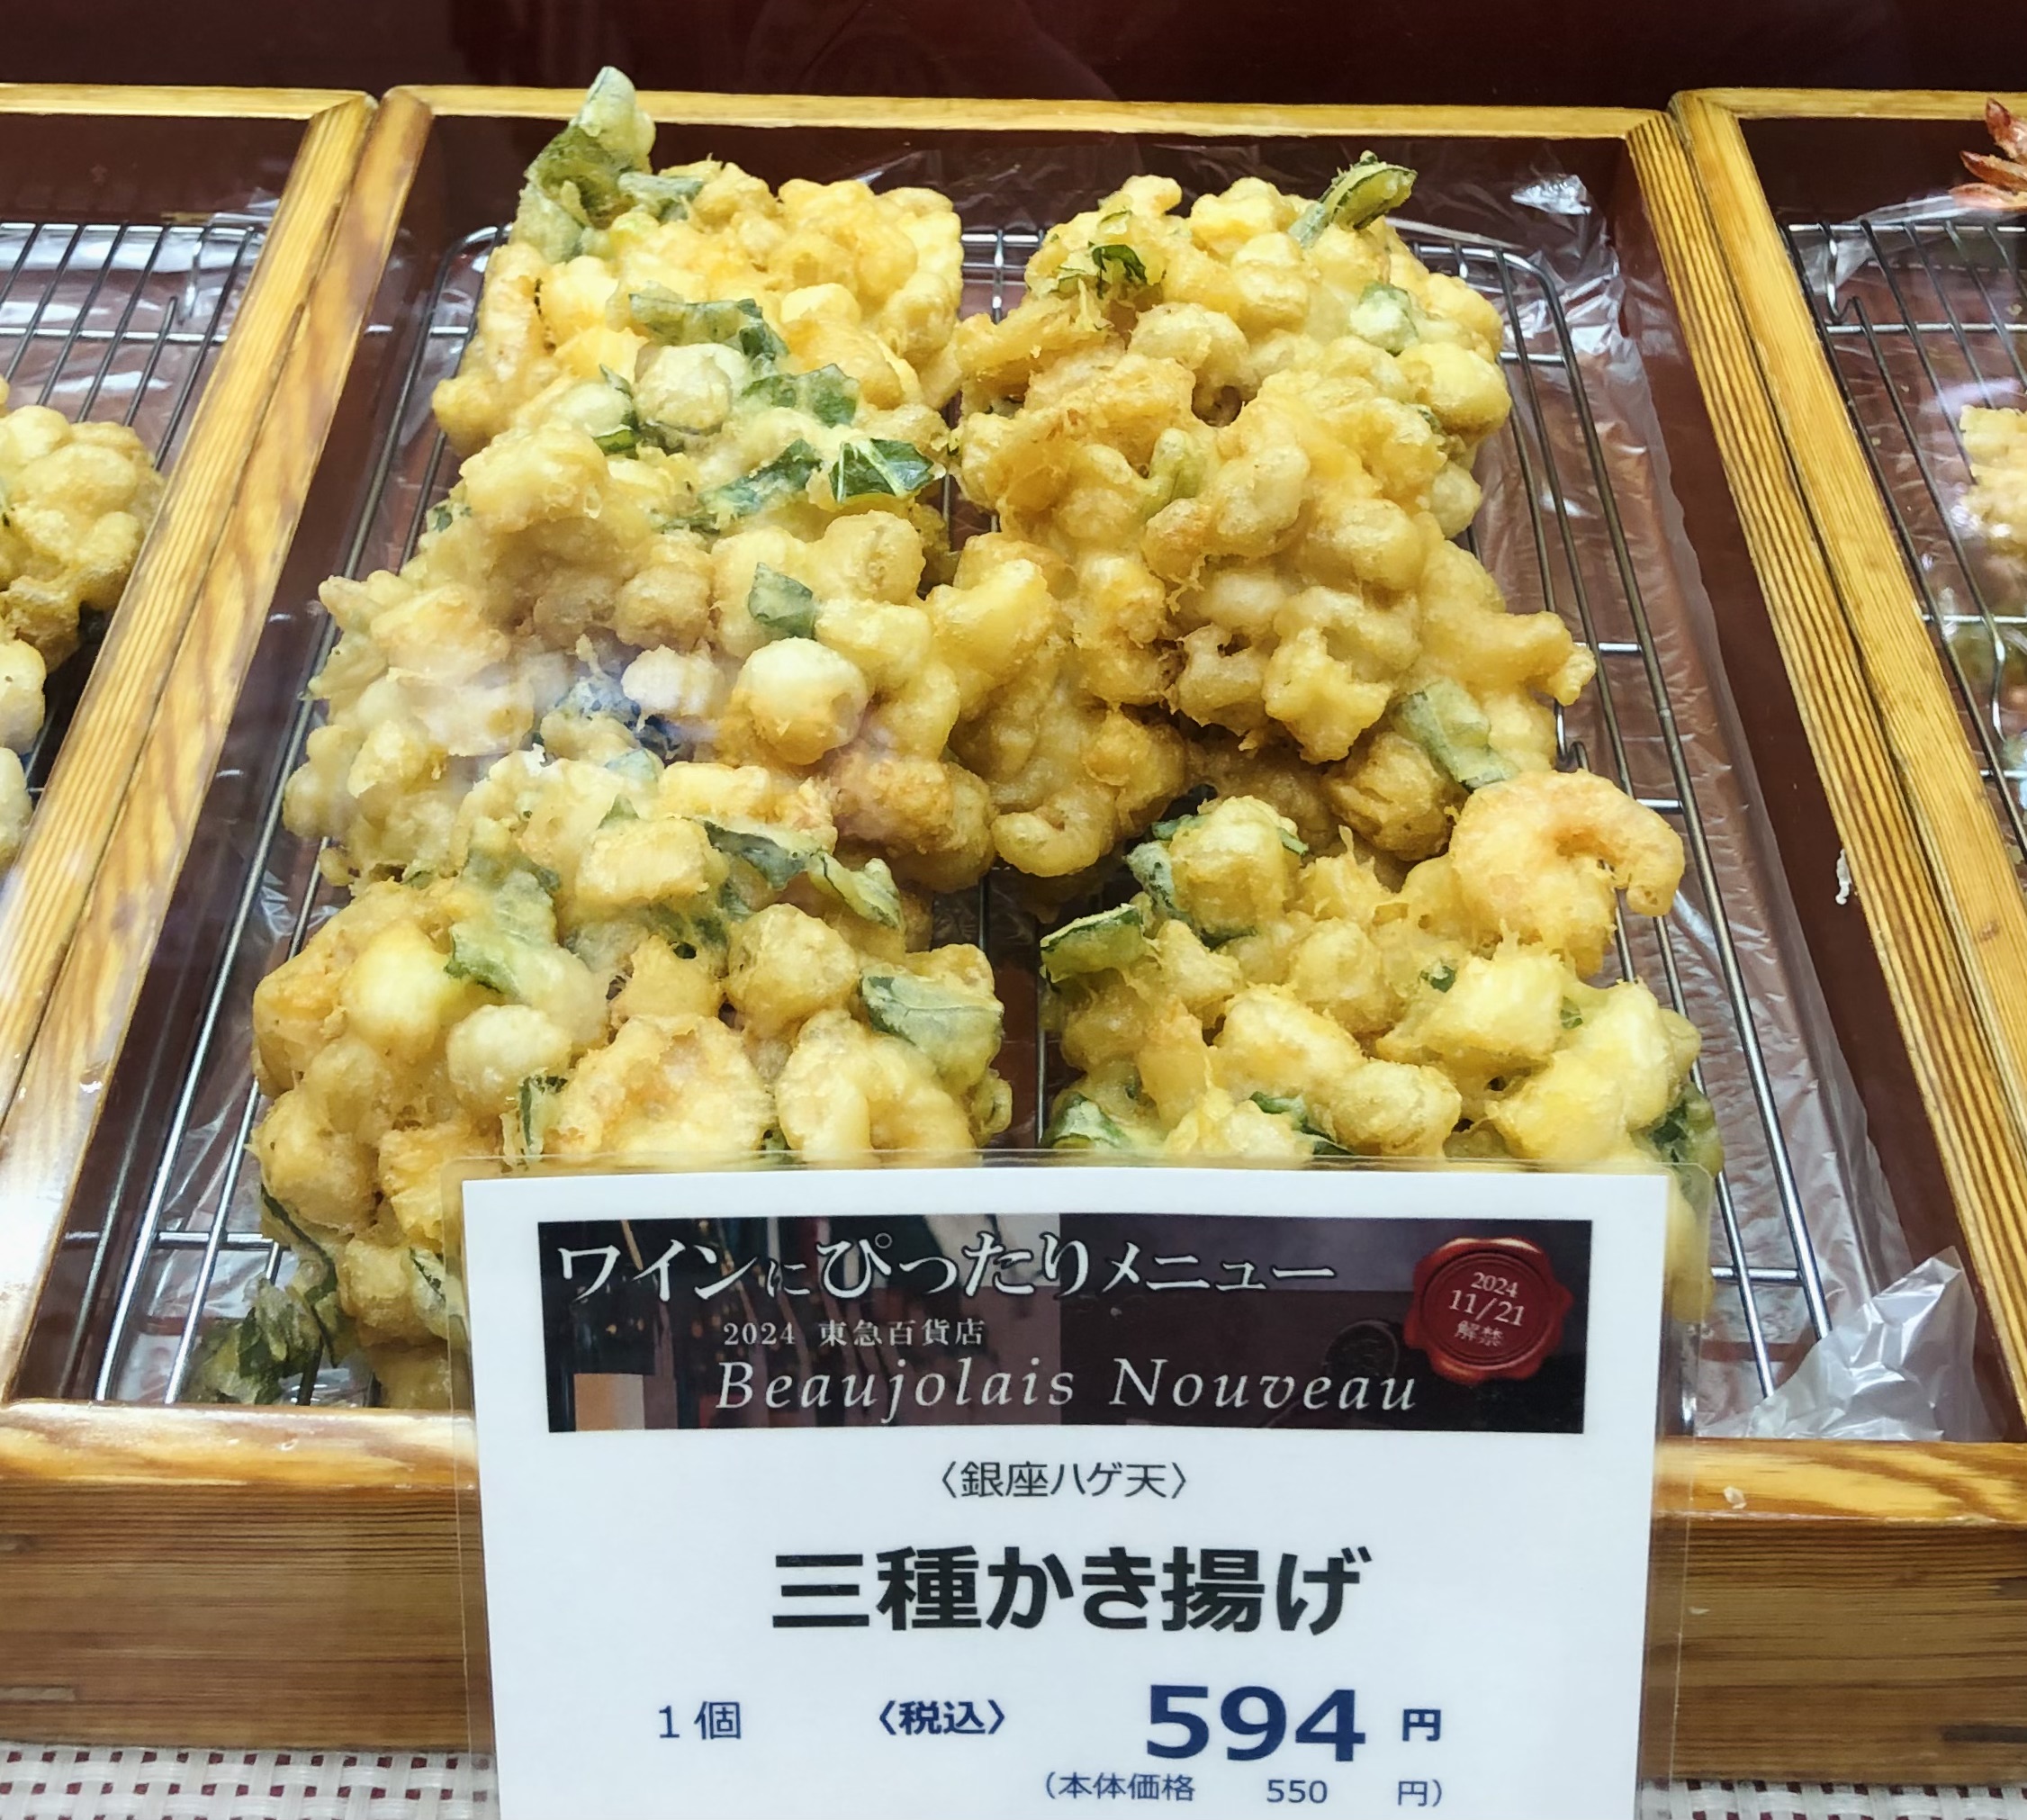 ワインにぴったりメニュー
2024
11/21
解禁
2024 東急百貨店
Beaujolais Nouveau
〈銀座ハゲ天〉
三種かき揚げ
1個 〈税込〉 594 円
(本体価格 550 円)